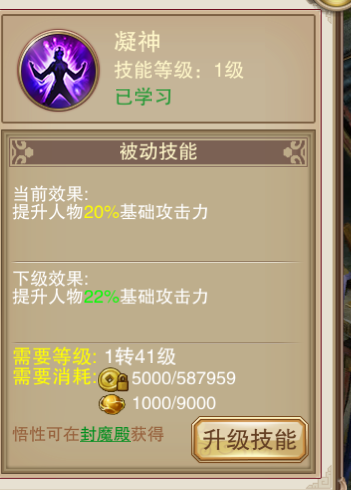 凝神
技能等级：1级
已学习
被动技能
当前效果:
提升人物20%基础攻击力
下级效果:
提升人物22%基础攻击力
需要等级: 1转41级
需要消耗: 5000/587959
1000/9000
悟性可在封魔殿获得
升级技能